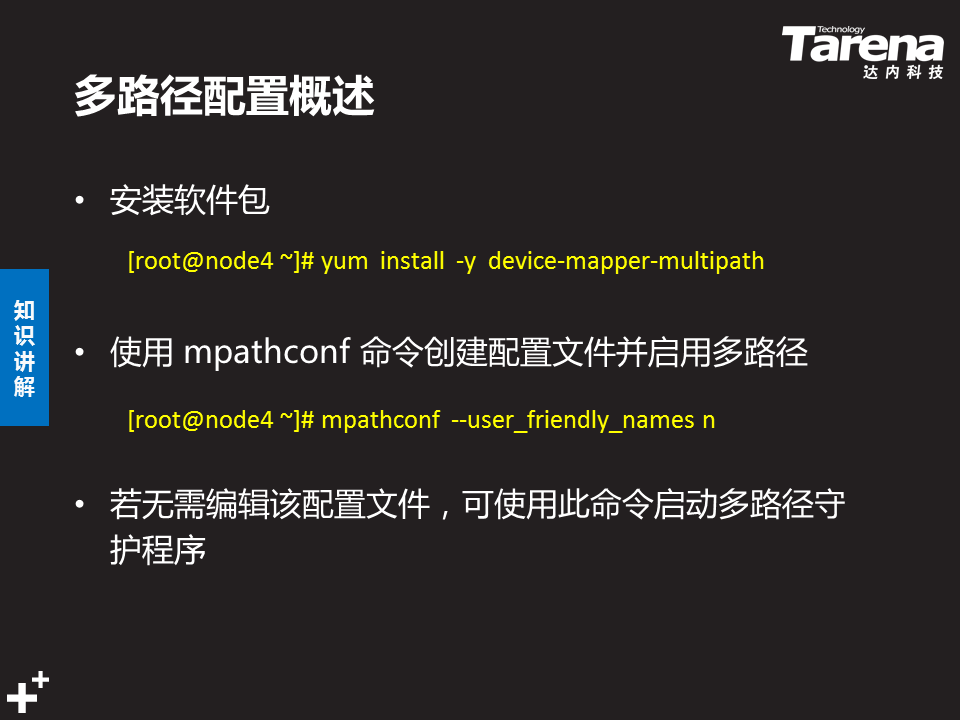 Technology
Tarena
达内科技
多路径配置概述
• 安装软件包
[root@node4 ~]# yum install -y device-mapper-multipath
知识讲解
• 使用 mpathconf 命令创建配置文件并启用多路径
[root@node4 ~]# mpathconf --user_friendly_names n
• 若无需编辑该配置文件，可使用此命令启动多路径守
护程序